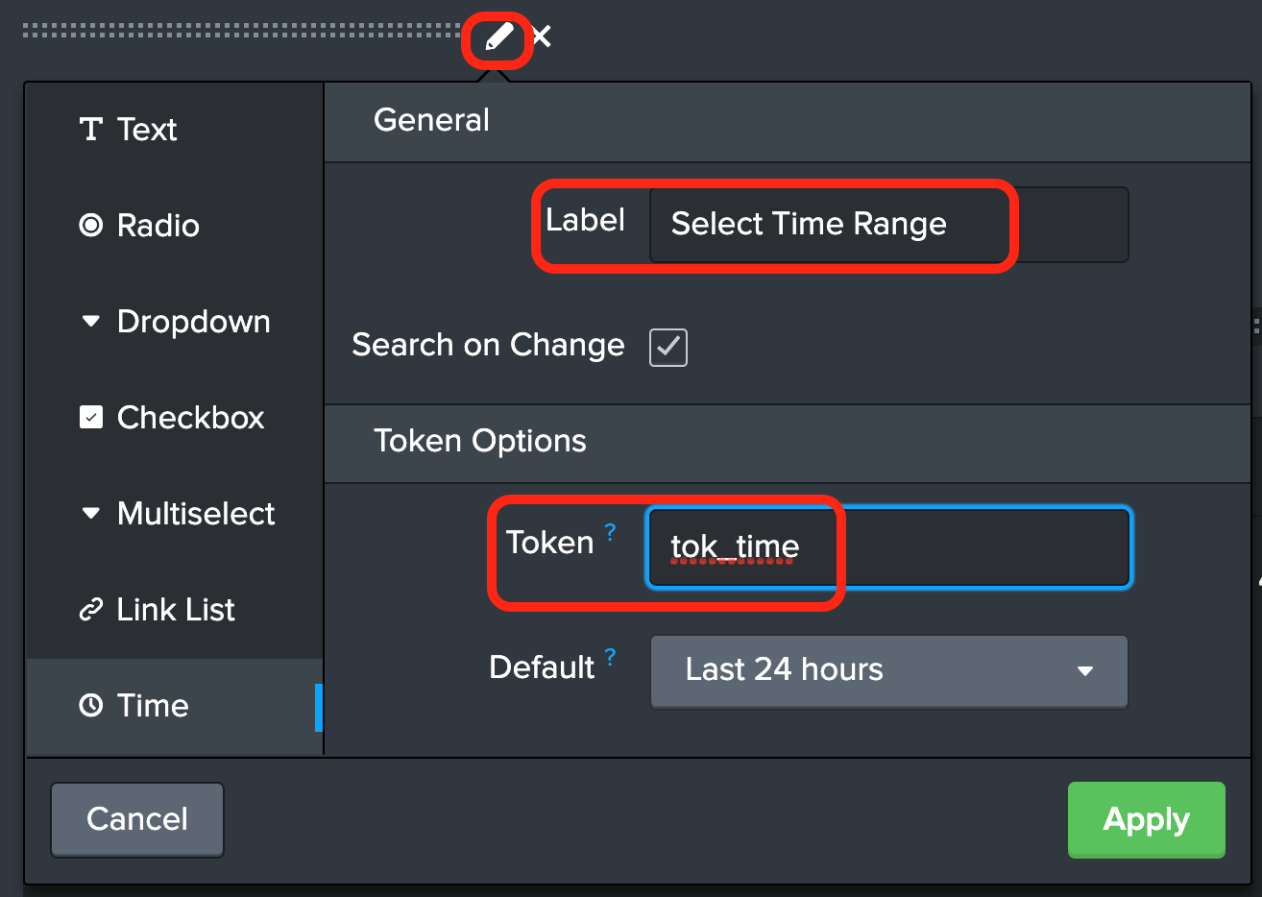 Text
Radio
Dropdown
Checkbox
Multiselect
Link List
Time
General
Label Select Time Range
Search on Change
Token Options
Token ? tok_time
Default ? Last 24 hours
Cancel
Apply